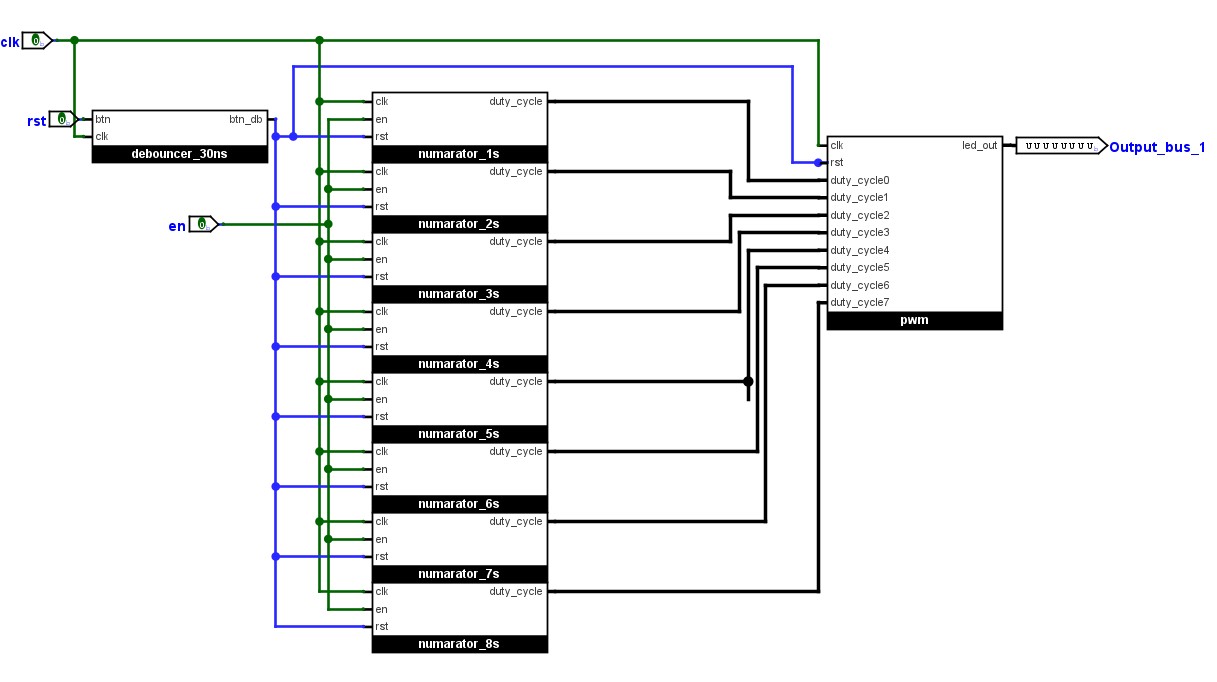 clk 0
rst 0
btn btn_db
clk
debouncer_30ns
en 0
clk duty_cycle
en
rst
numarator_1s
clk duty_cycle
en
rst
numarator_2s
clk duty_cycle
en
rst
numarator_3s
clk duty_cycle
en
rst
numarator_4s
clk duty_cycle
en
rst
numarator_5s
clk duty_cycle
en
rst
numarator_6s
clk duty_cycle
en
rst
numarator_7s
clk duty_cycle
en
rst
numarator_8s
clk led_out
rst
duty_cycle0
duty_cycle1
duty_cycle2
duty_cycle3
duty_cycle4
duty_cycle5
duty_cycle6
duty_cycle7
pwm
UUUUUUUU Output_bus_1